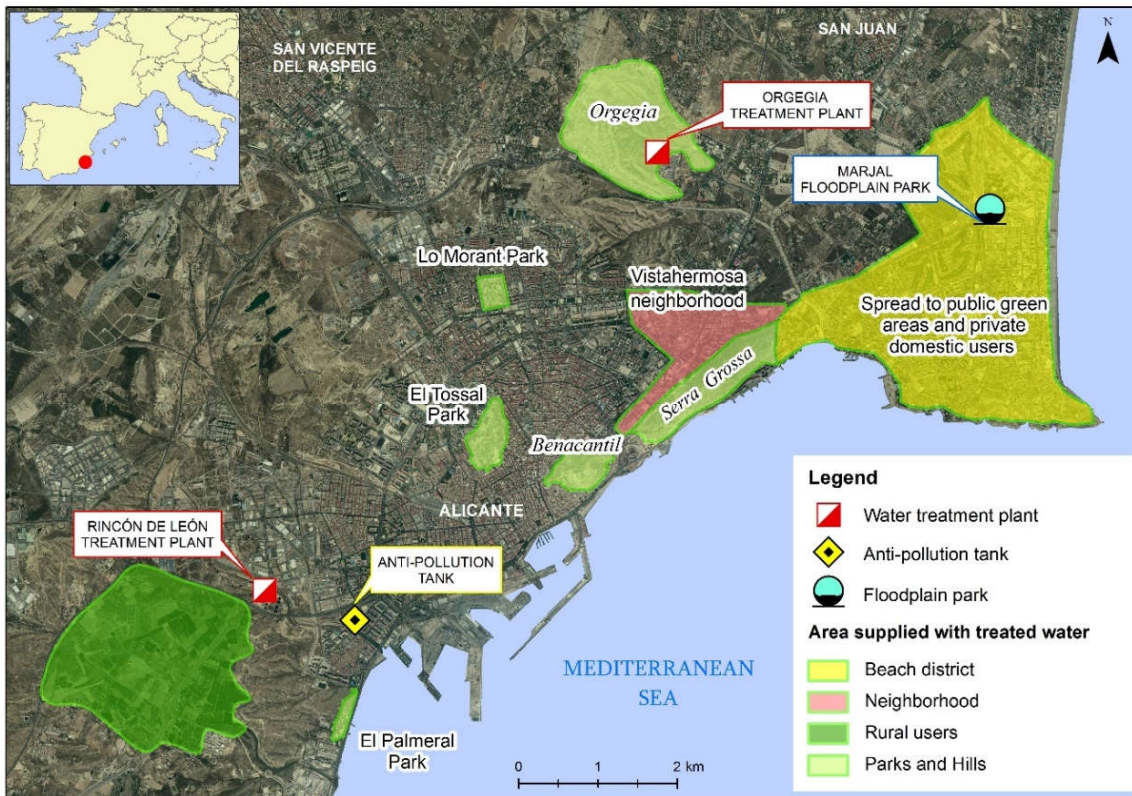 SAN VICENTE
DEL RASPEIG
SAN JUAN
N
Orgegia
ORGEGIA
TREATMENT PLANT
MARJAL
FLOODPLAIN PARK
Lo Morant Park
Vistahermosa
neighborhood
Spread to public green
areas and private
domestic users
Serra Grossa
El Tossal
Park
Benacantil
ALICANTE
RINCÓN DE LEÓN
TREATMENT PLANT
ANTI-POLLUTION
TANK
MEDITERRANEAN
SEA
El Palmeral
Park
0 1 2 km
Legend
Water treatment plant
Anti-pollution tank
Floodplain park
Area supplied with treated water
Beach district
Neighborhood
Rural users
Parks and Hills